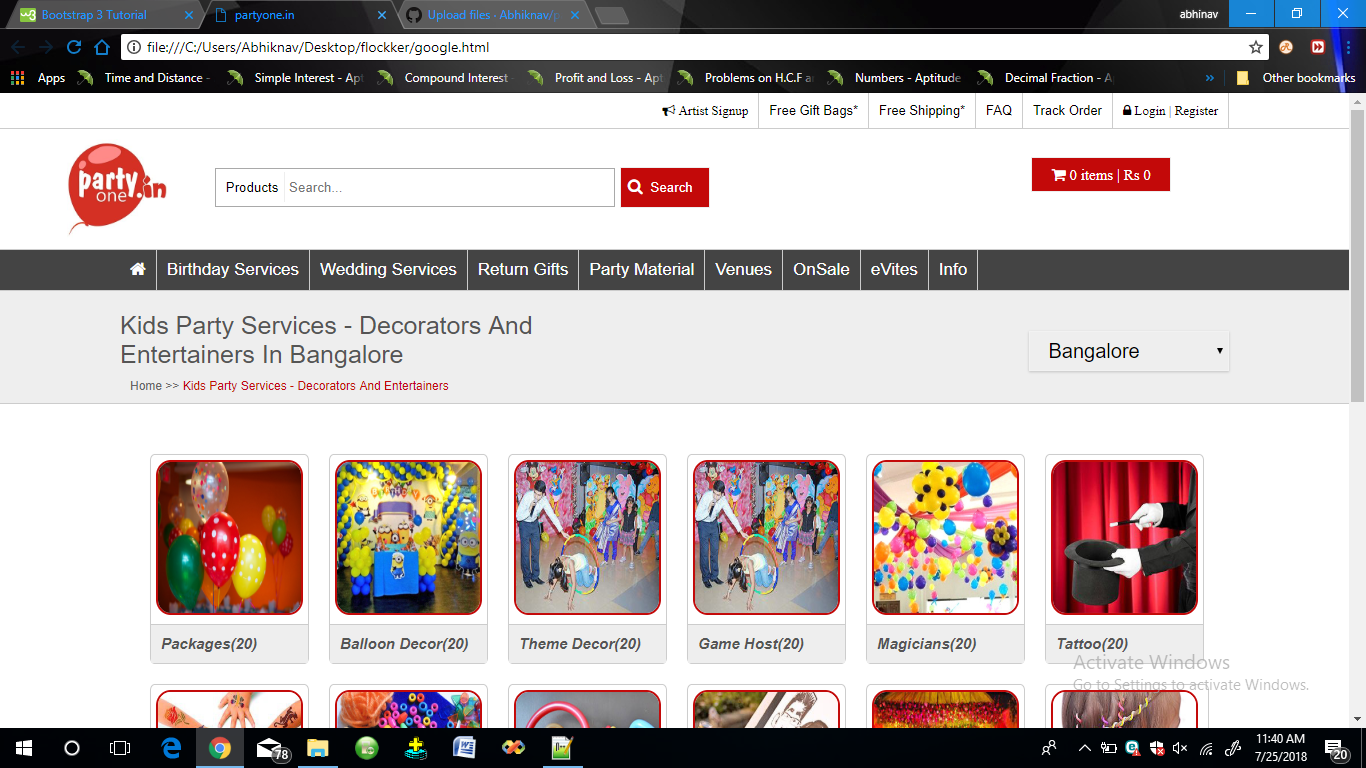 Bootstrap 3 Tutorial
partyone.in
Upload files · Abhiknav/p
abhinav
file:///C:/Users/Abhiknav/Desktop/flockker/google.html
Apps
Time and Distance -
Simple Interest - Apt
Compound Interest
Profit and Loss - Apt
Problems on H.C.F a
Numbers - Aptitude
Decimal Fraction - A
»
Other bookmarks
Artist Signup
Free Gift Bags*
Free Shipping*
FAQ
Track Order
Login | Register
party
one
.in
Products
Search...
Search
0 items | Rs 0
Birthday Services
Wedding Services
Return Gifts
Party Material
Venues
OnSale
eVites
Info
Kids Party Services - Decorators And
Entertainers In Bangalore
Bangalore
Home >> Kids Party Services - Decorators And Entertainers
Packages(20)
Balloon Decor(20)
Theme Decor(20)
Game Host(20)
Magicians(20)
Tattoo(20)
Activate Windows
Go to Settings to activate Windows.
78
11:40 AM
7/25/2018
20